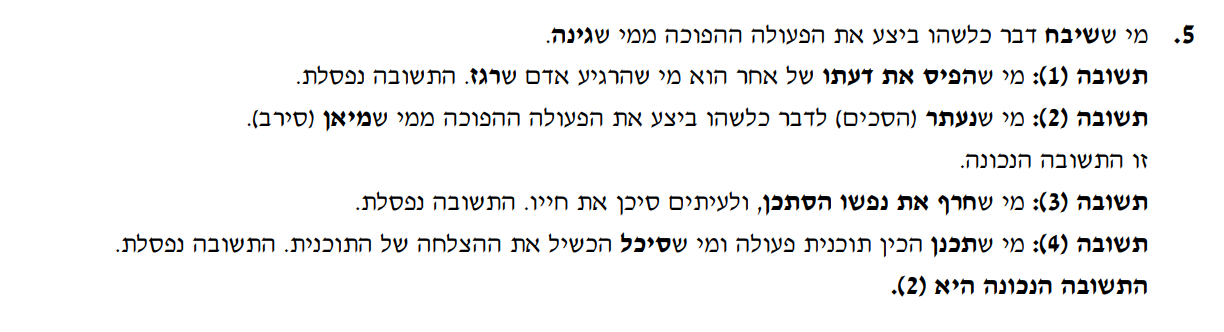 5. מי ששיבח דבר כלשהו ביצע את הפעולה ההפוכה ממי שגינה.
תשובה (1): מי שהפיס את דעתו של אחר הוא מי שהרגיע אדם שרגז. התשובה נפסלת.
תשובה (2): מי שנעתר (הסכים) לדבר כלשהו ביצע את הפעולה ההפוכה ממי שמיאן (סירב).
זו התשובה הנכונה.
תשובה (3): מי שחרף את נפשו הסתכן, ולעיתים סיכן את חייו. התשובה נפסלת.
תשובה (4): מי שתכנן הכין תוכנית פעולה ומי שסיכל הכשיל את ההצלחה של התוכנית. התשובה נפסלת.
התשובה הנכונה היא (2).